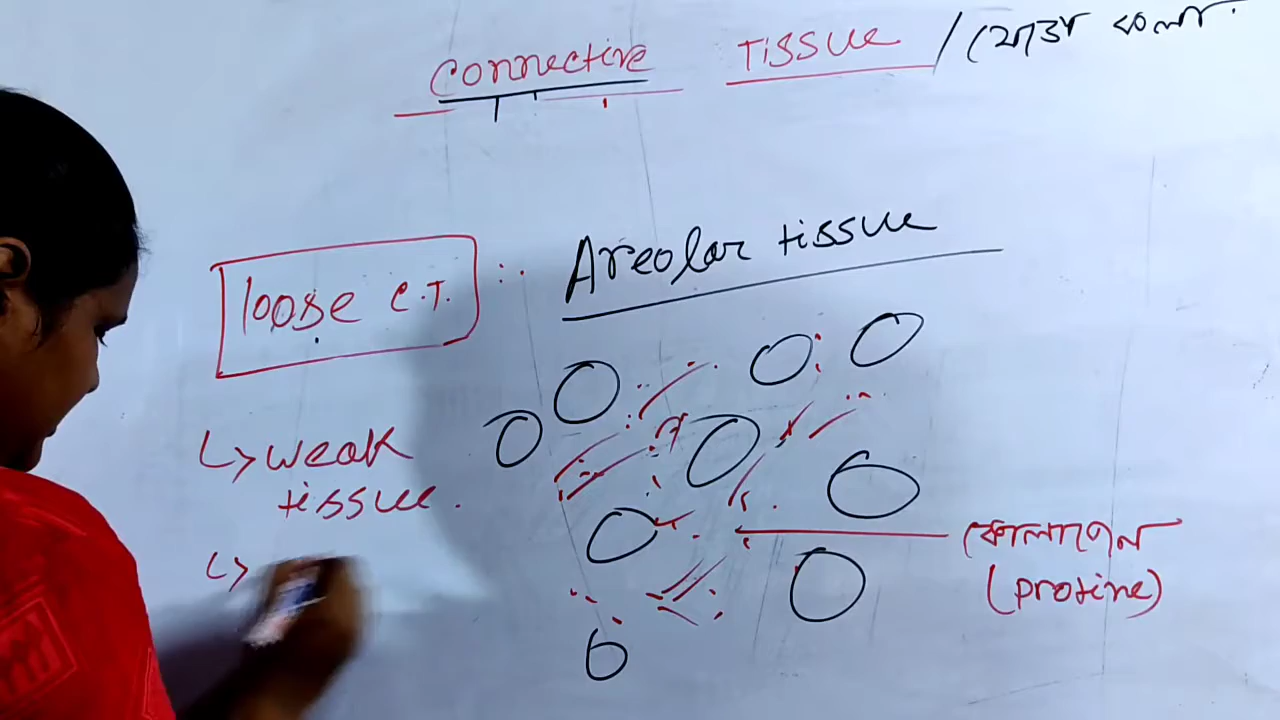 connective tissue / যোজক কলা
Areolar tissue
loose C.T. :
↳ weak
tissue.
↳
কোলাজেন
(protine)